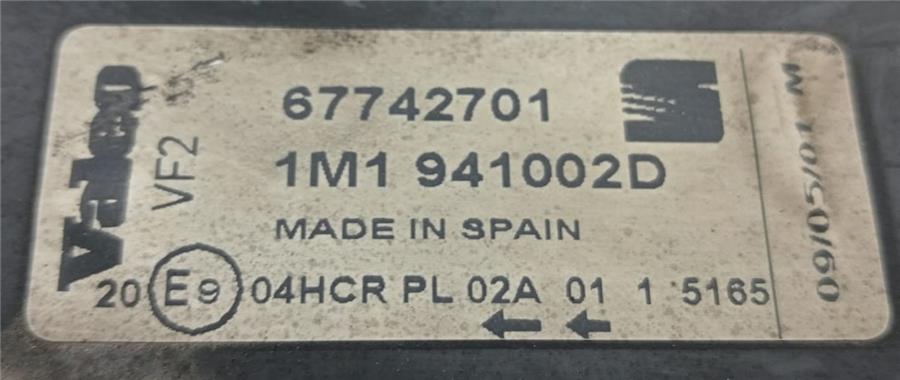 Valeo
VF2
67742701
1M1 941002D
MADE IN SPAIN
20 E9 04HCR PL 02A 01 1 5165
09/05/01 M